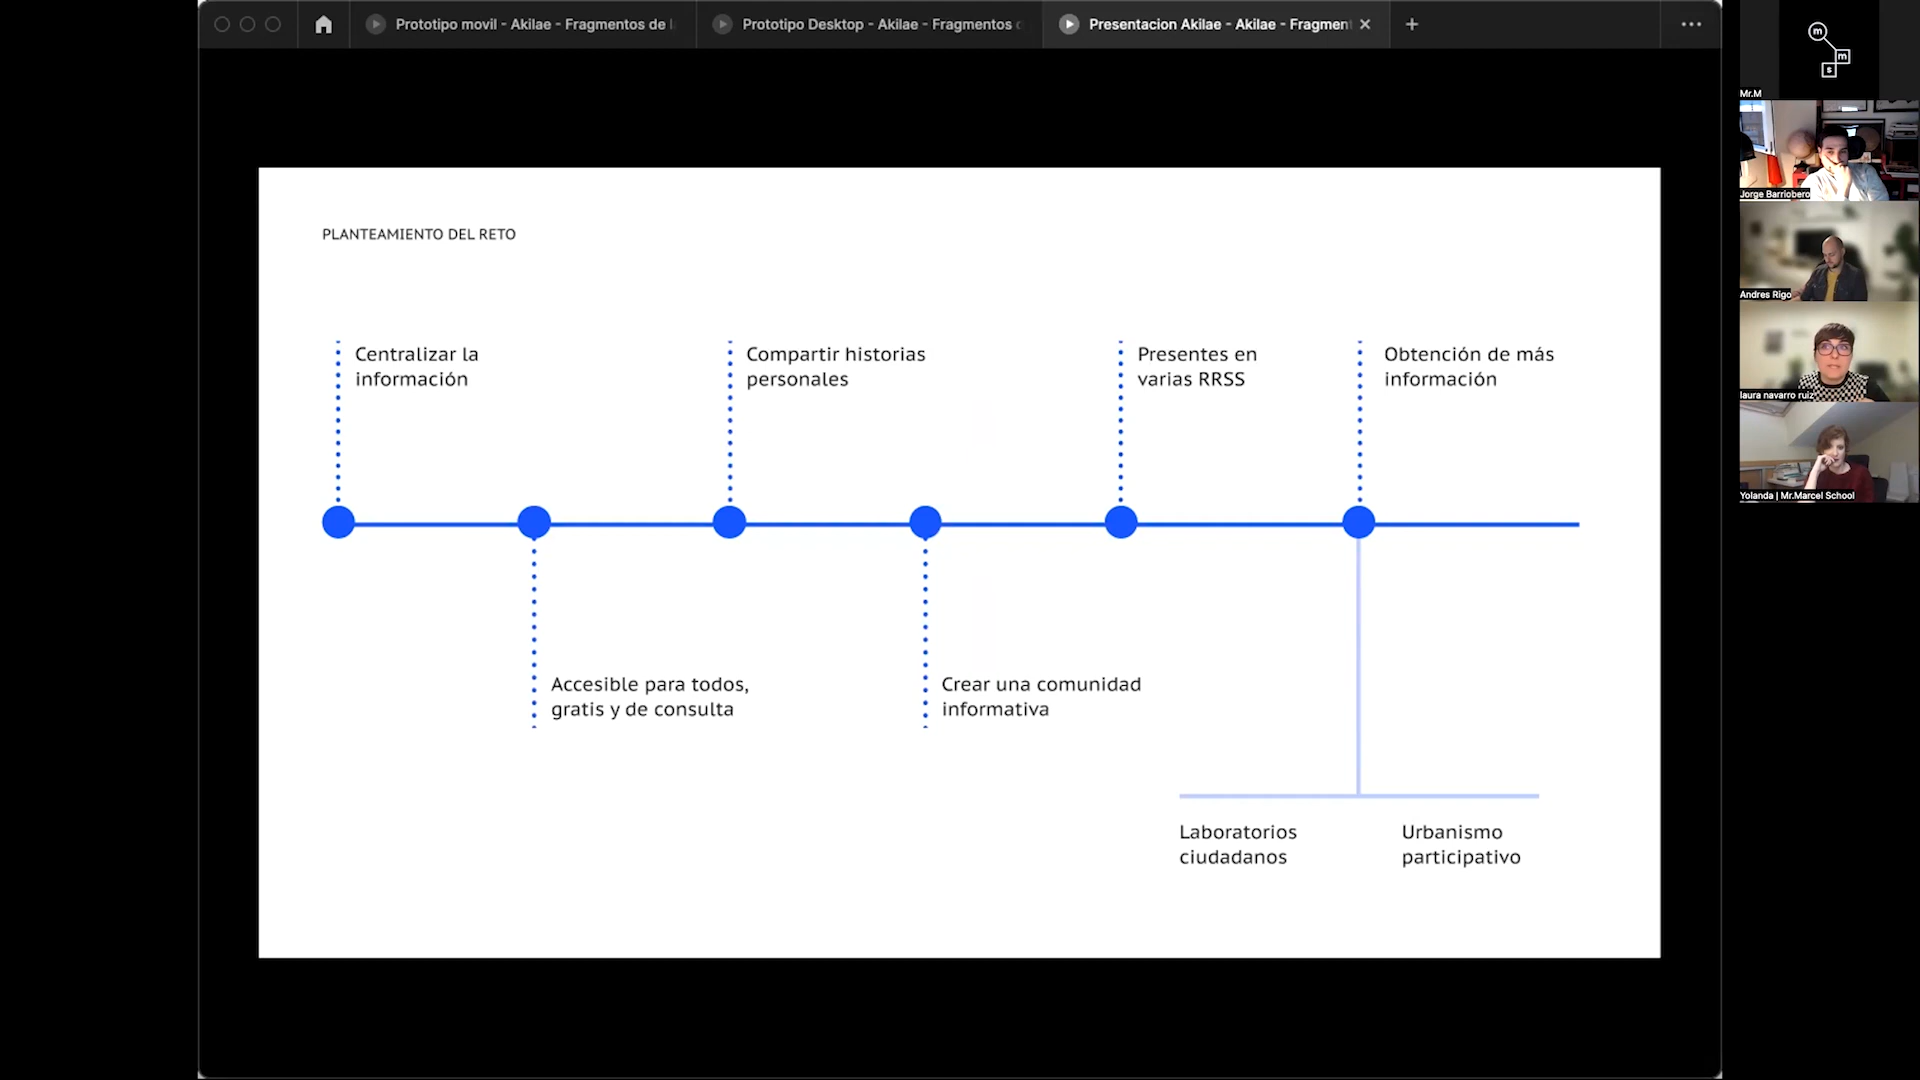 Prototipo movil - Akilae - Fragmentos de l
Prototipo Desktop - Akilae - Fragmentos
Presentacion Akilae - Akilae - Fragmen
PLANTEAMIENTO DEL RETO
Centralizar la
información
Compartir historias
personales
Presentes en
varias RRSS
Obtención de más
información
Accesible para todos,
gratis y de consulta
Crear una comunidad
informativa
Laboratorios
ciudadanos
Urbanismo
participativo
m
m
s
Mr.M
Jorge Barriobero
Andres Rigo
laura navarro ruiz
Yolanda | Mr.Marcel School